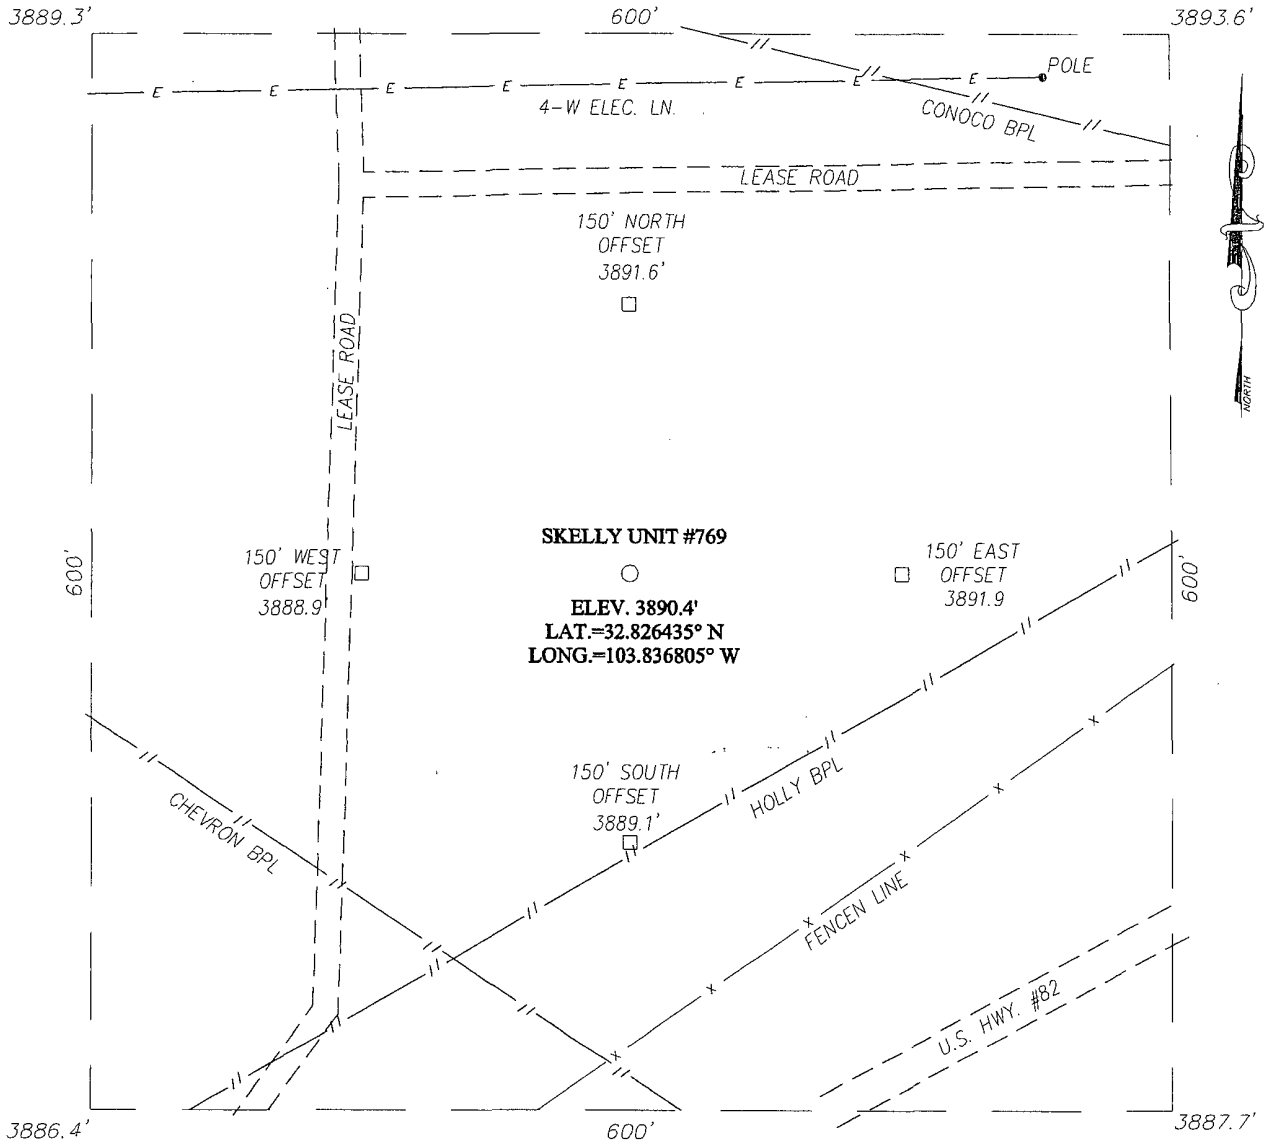 3889.3'
600'
3893.6'
POLE
E E E E E E E E
4-W ELEC. LN.
CONOCO BPL
LEASE ROAD
150' NORTH
OFFSET
3891.6'
NORTH
LEASE ROAD
SKELLY UNIT #769
150' WEST
OFFSET
3888.9
150' EAST
OFFSET
3891.9
600'
600'
ELEV. 3890.4'
LAT.=32.826435° N
LONG.=103.836805° W
150' SOUTH
OFFSET
3889.1'
HOLLY BPL
CHEVRON BPL
FENCEN LINE
U.S. HWY. #82
3886.4'
600'
3887.7'